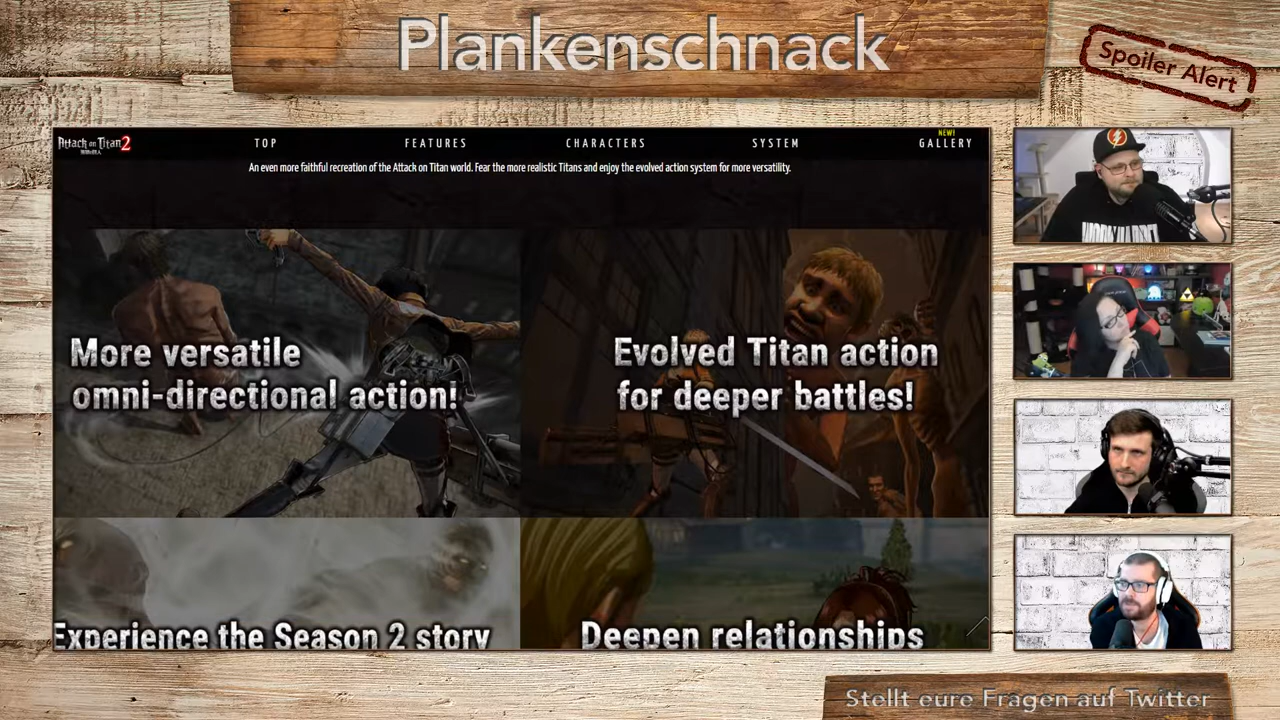 Plankenschnack
Spoiler Alert
Attack on Titan 2
TOP
FEATURES
CHARACTERS
SYSTEM
NEW!
GALLERY
An even more faithful recreation of the Attack on Titan world. Fear the more realistic Titans and enjoy the evolved action system for more versatility.
More versatile
omni-directional action!
Evolved Titan action
for deeper battles!
Experience the Season 2 story
Deepen relationships
Stellt eure Fragen auf Twitter